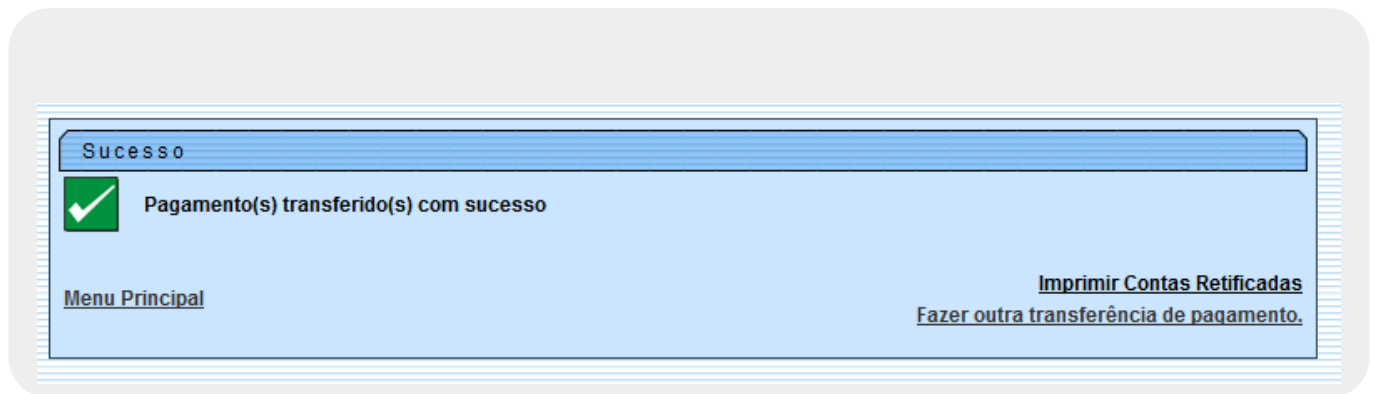 Sucesso
Pagamento(s) transferido(s) com sucesso
Imprimir Contas Retificadas
Menu Principal
Fazer outra transferência de pagamento.